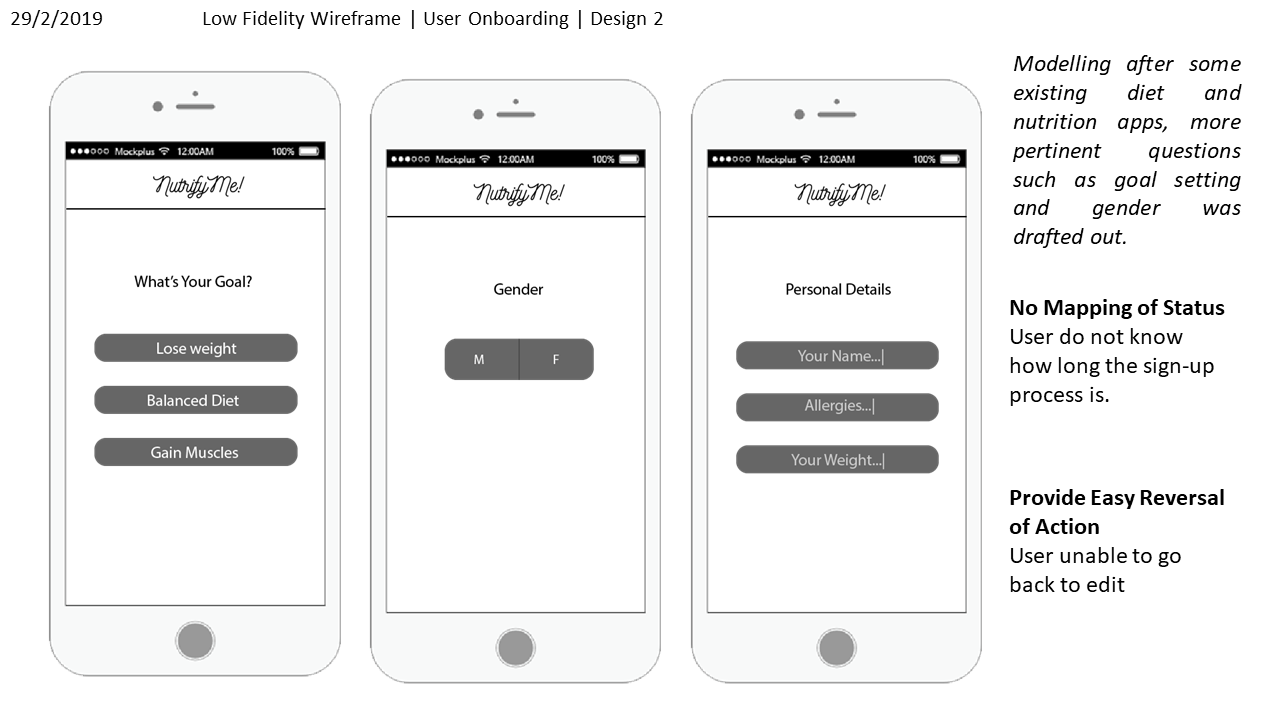 29/2/2019
Low Fidelity Wireframe | User Onboarding | Design 2
●●●○○○ Mockplus 12:00AM 100%
NutrifyMe!
What's Your Goal?
Lose weight
Balanced Diet
Gain Muscles
●●●○○○ Mockplus 12:00AM 100%
NutrifyMe!
Gender
M F
●●●○○○ Mockplus 12:00AM 100%
NutrifyMe!
Personal Details
Your Name...|
Allergies...|
Your Weight...|
Modelling after some
existing diet and
nutrition apps, more
pertinent questions
such as goal setting
and gender was
drafted out.
No Mapping of Status
User do not know
how long the sign-up
process is.
Provide Easy Reversal
of Action
User unable to go
back to edit